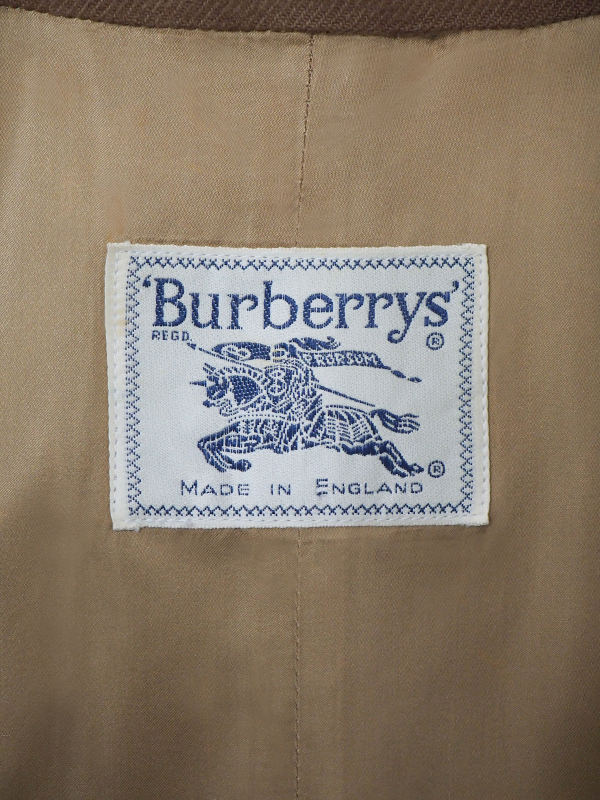 'Burberrys'
REGD. ®
PRORSUM
®
MADE IN ENGLAND